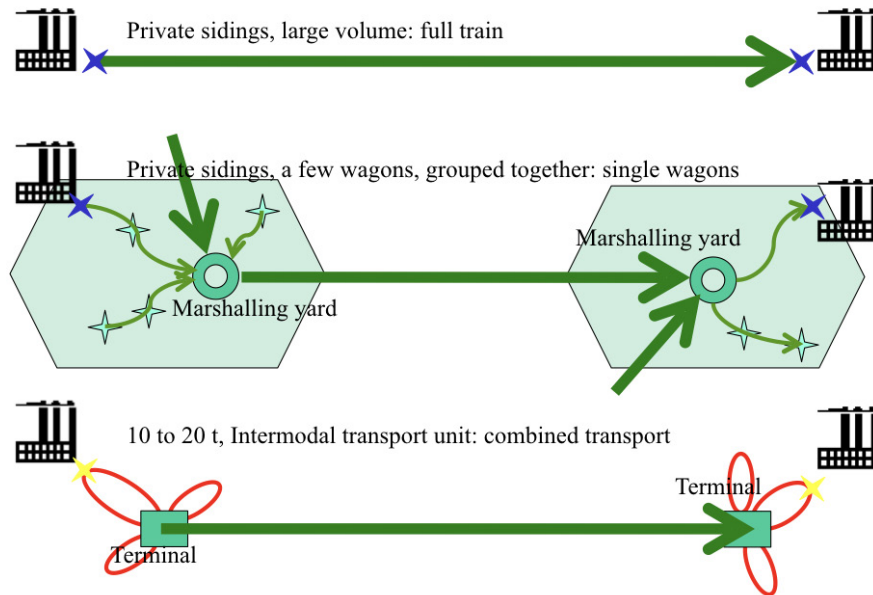 Private sidings, large volume: full train
Private sidings, a few wagons, grouped together: single wagons
Marshalling yard
Marshalling yard
10 to 20 t, Intermodal transport unit: combined transport
Terminal
Terminal